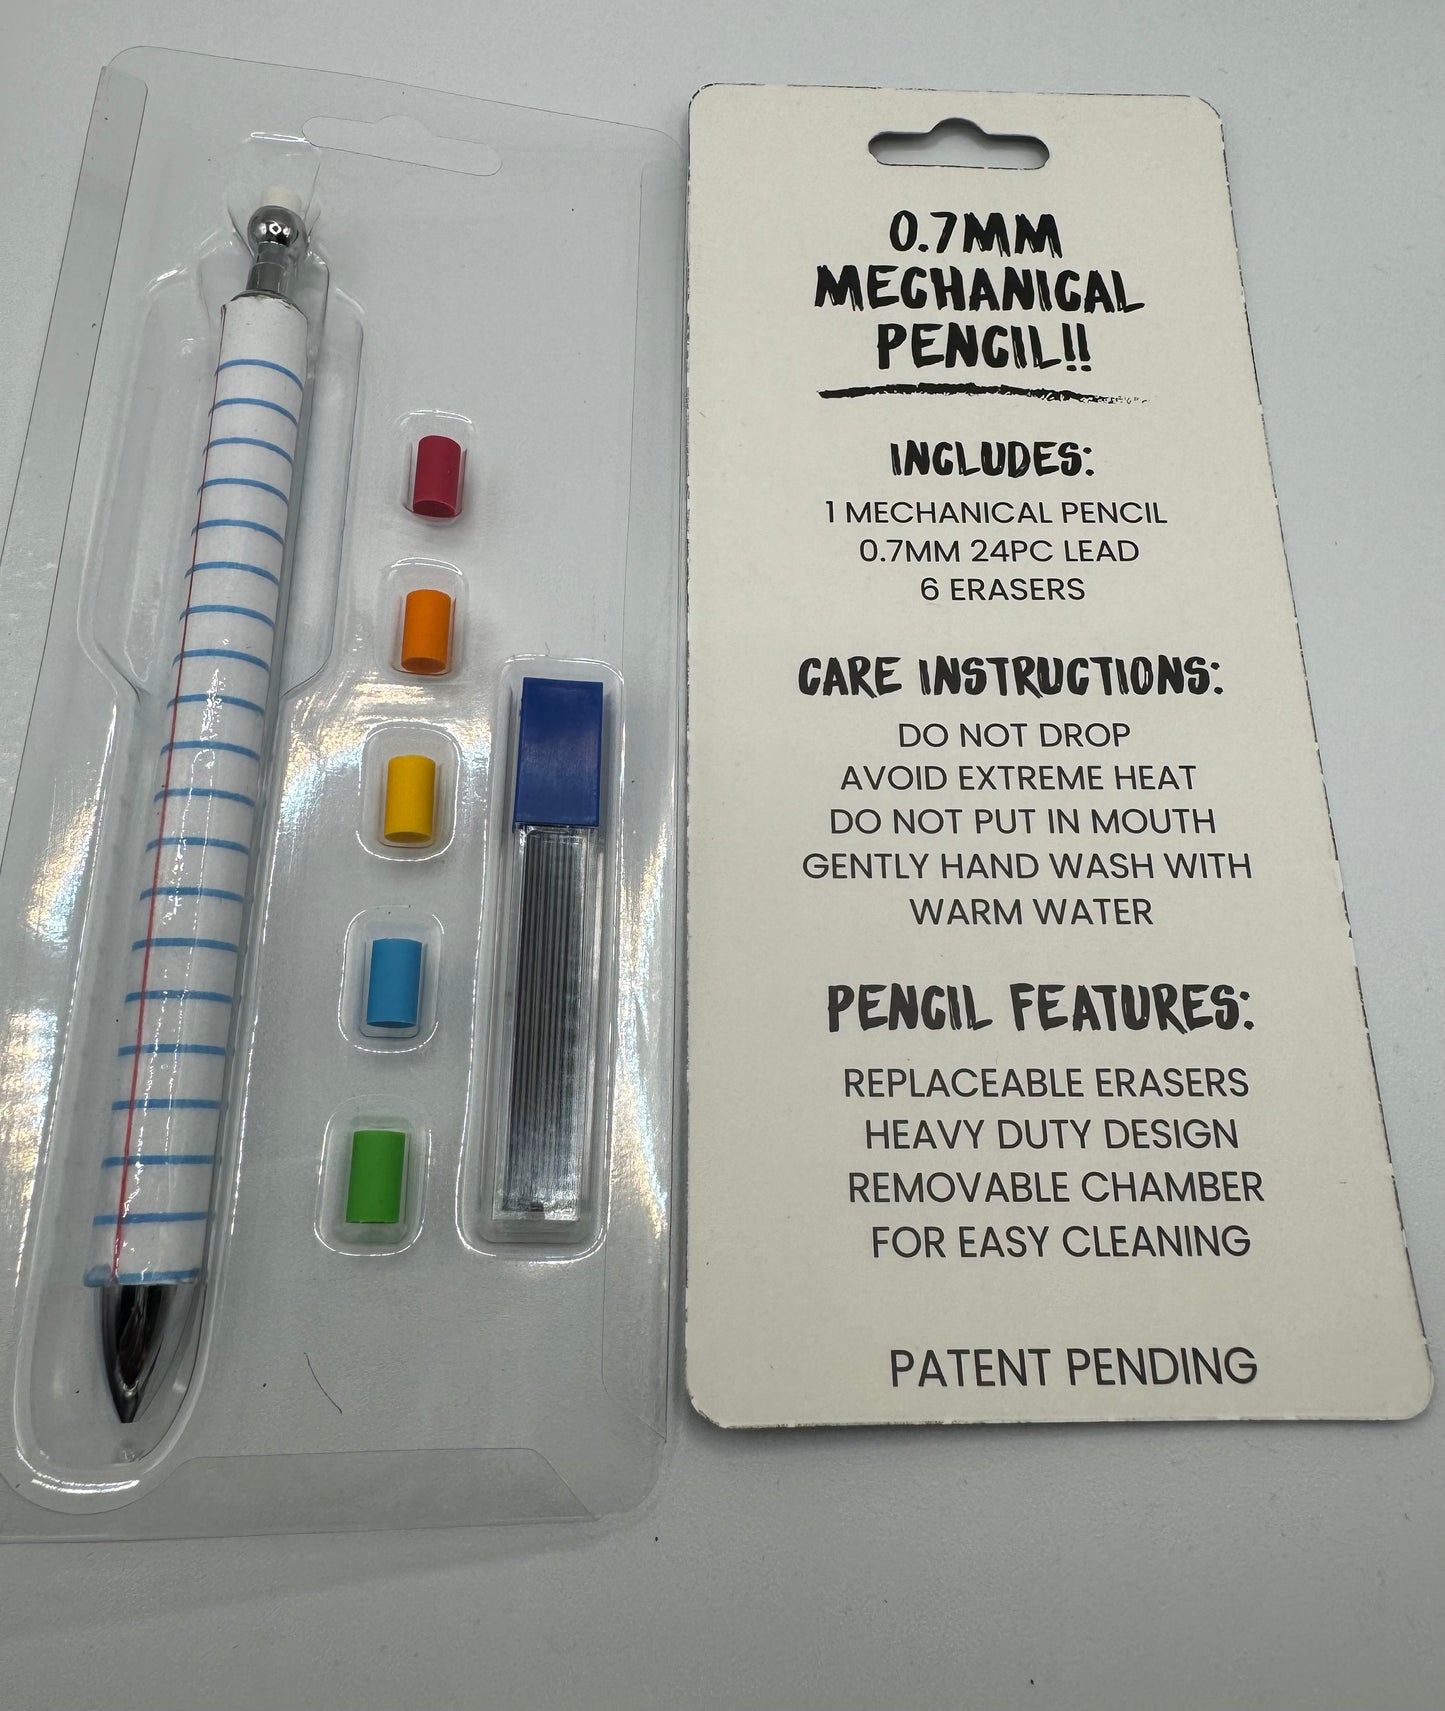 0.7MM
MECHANICAL
PENCIL!!
INCLUDES:
1 MECHANICAL PENCIL
0.7MM 24PC LEAD
6 ERASERS
CARE INSTRUCTIONS:
DO NOT DROP
AVOID EXTREME HEAT
DO NOT PUT IN MOUTH
GENTLY HAND WASH WITH
WARM WATER
PENCIL FEATURES:
REPLACEABLE ERASERS
HEAVY DUTY DESIGN
REMOVABLE CHAMBER
FOR EASY CLEANING
PATENT PENDING